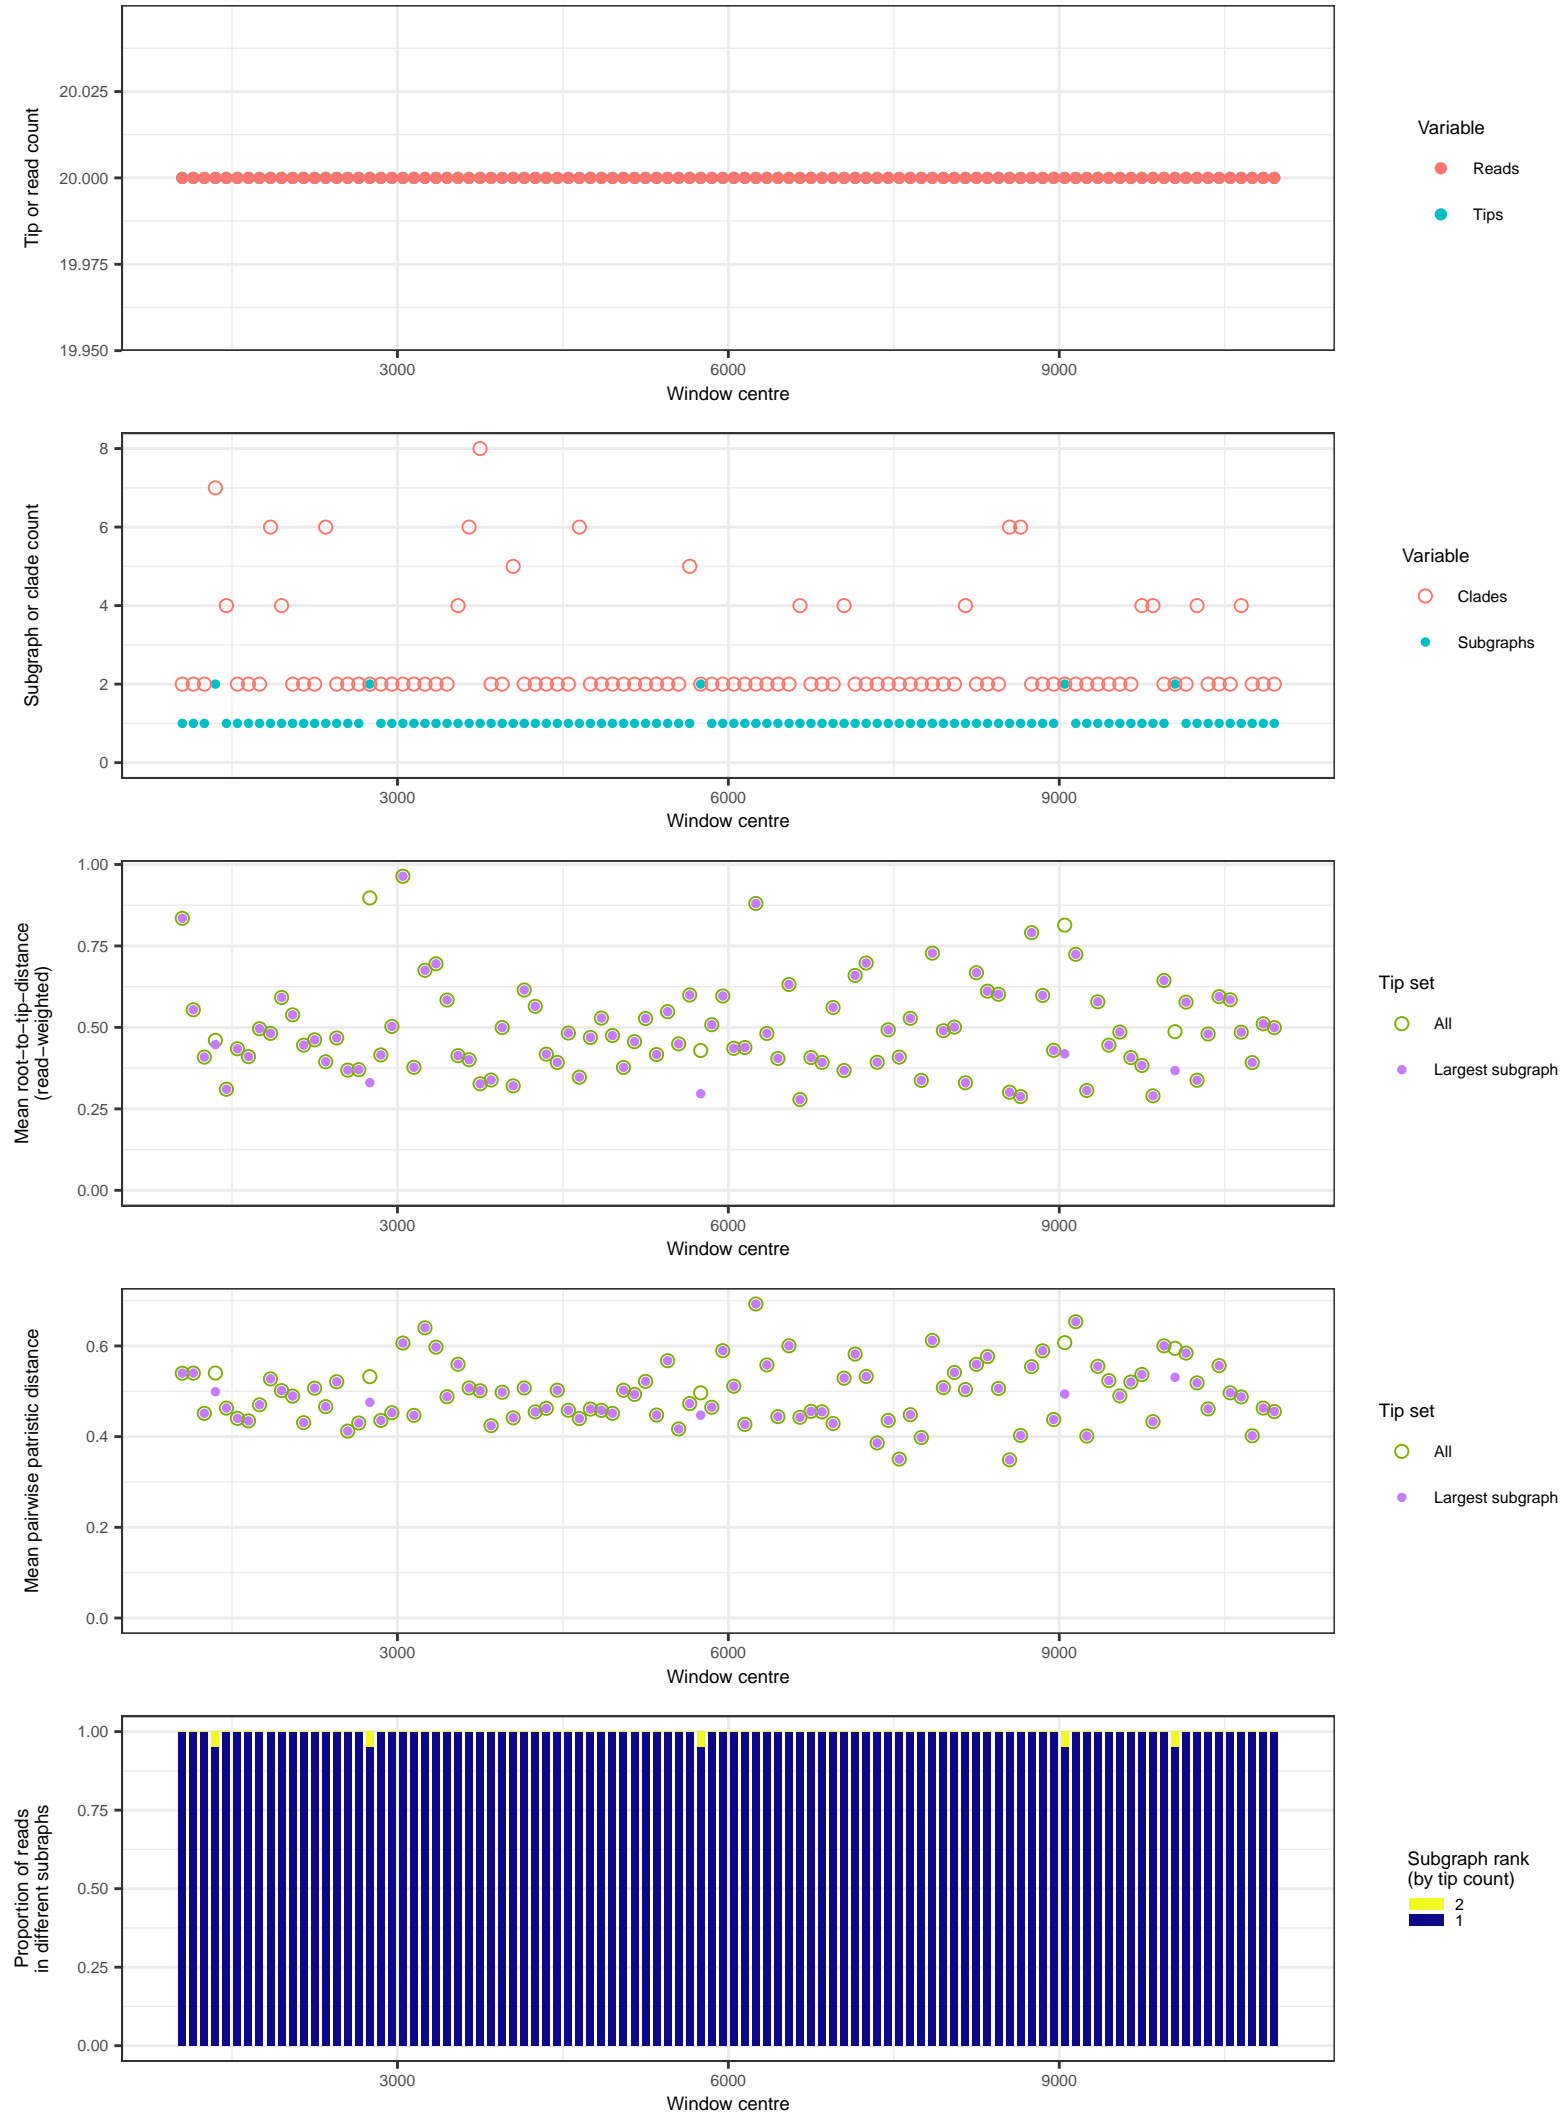 Tip or read count
20.025
20.000
19.975
19.950
3000
6000
9000
Window centre
Variable
Reads
Tips
Subgraph or clade count
8
6
4
2
0
3000
6000
9000
Window centre
Variable
Clades
Subgraphs
Mean root−to−tip−distance
(read−weighted)
1.00
0.75
0.50
0.25
0.00
3000
6000
9000
Window centre
Tip set
All
Largest subgraph
Mean pairwise patristic distance
0.6
0.4
0.2
0.0
3000
6000
9000
Window centre
Tip set
All
Largest subgraph
Proportion of reads
in different subraphs
1.00
0.75
0.50
0.25
0.00
3000
6000
9000
Window centre
Subgraph rank
(by tip count)
2
1